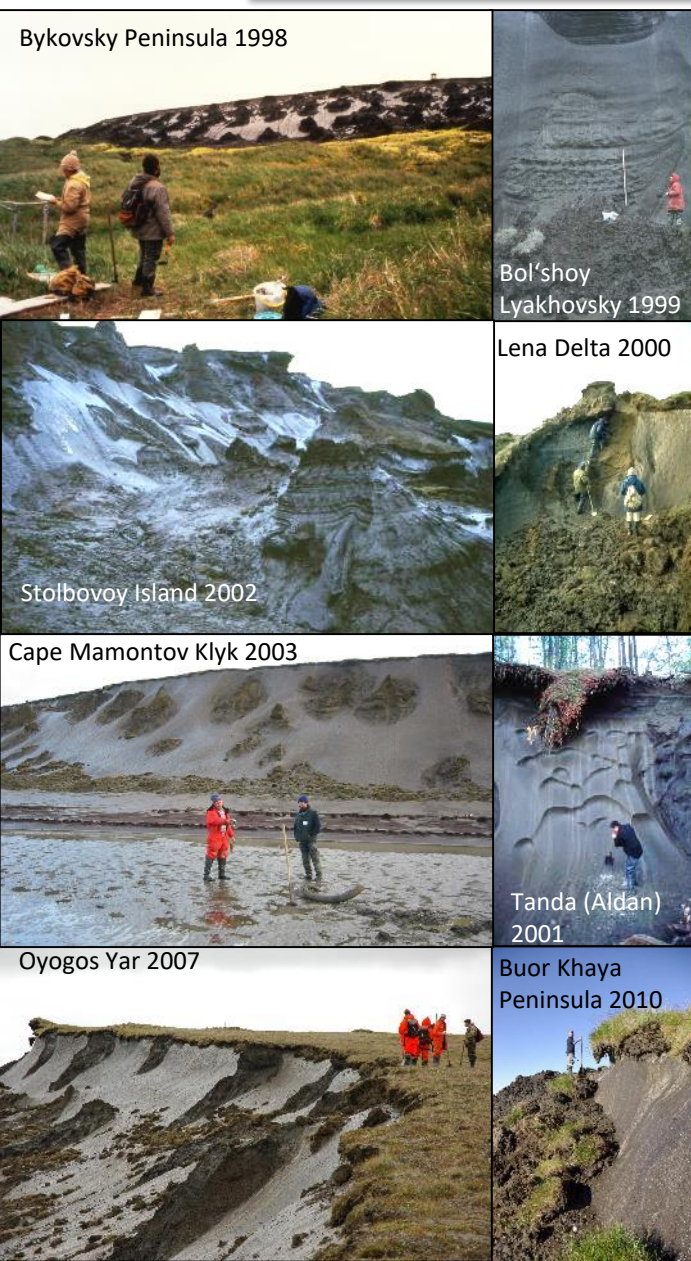 Bykovsky Peninsula 1998
Bol‘shoy
Lyakhovsky 1999
Stolbovoy Island 2002
Lena Delta 2000
Cape Mamontov Klyk 2003
Tanda (Aldan)
2001
Oyogos Yar 2007
Buor Khaya
Peninsula 2010